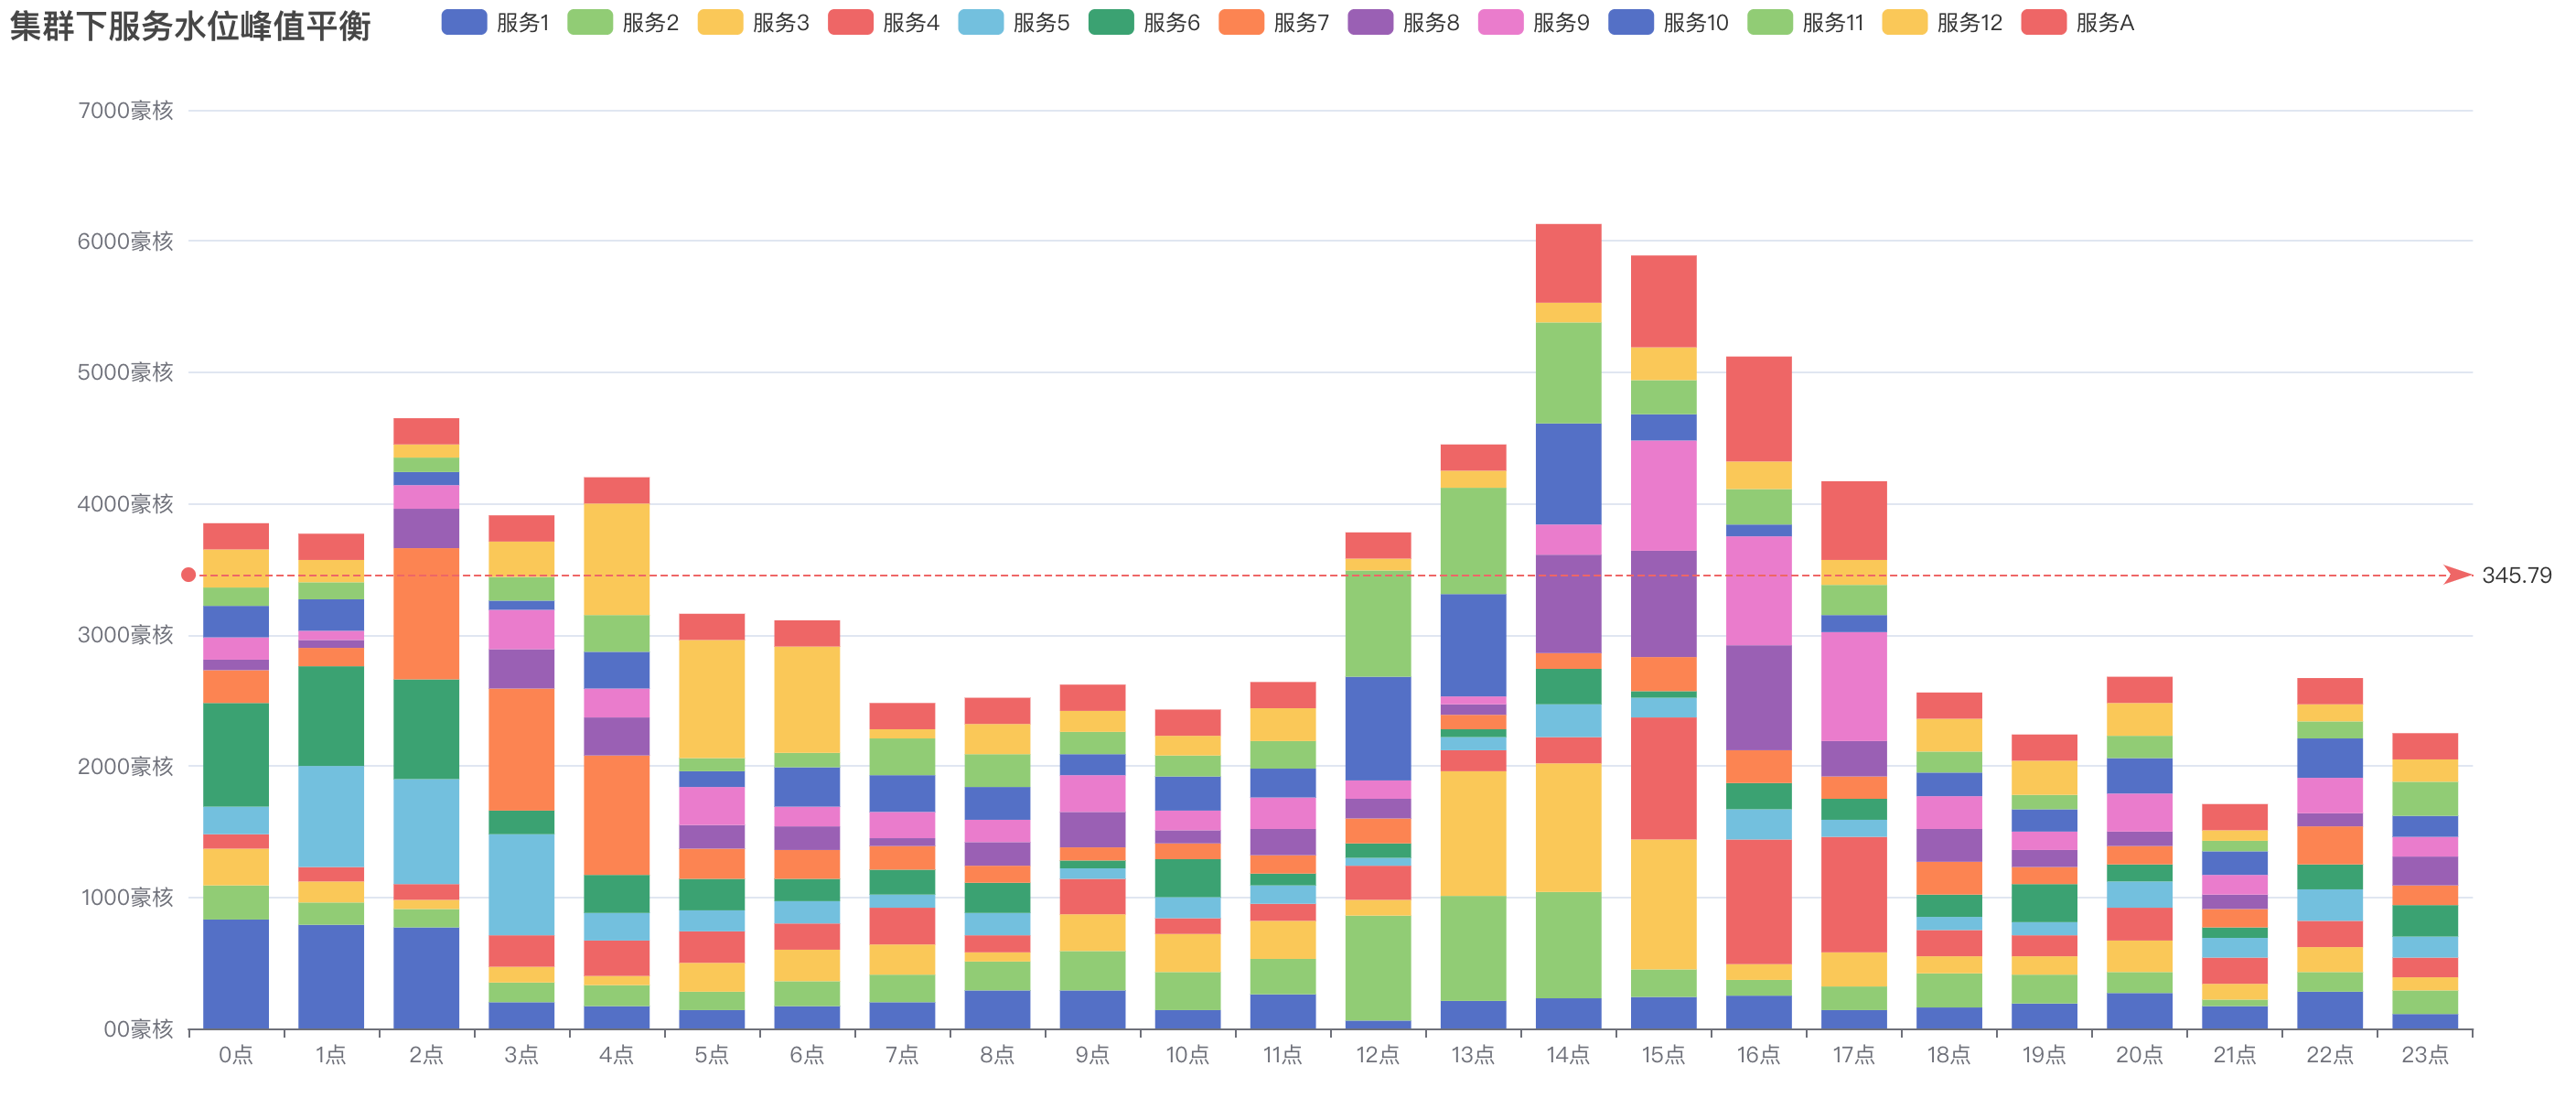 集群下服务水位峰值平衡
服务1 服务2 服务3 服务4 服务5 服务6 服务7 服务8 服务9 服务10 服务11 服务12 服务A
7000豪核
6000豪核
5000豪核
4000豪核
345.79
3000豪核
2000豪核
1000豪核
00豪核
0点 1点 2点 3点 4点 5点 6点 7点 8点 9点 10点 11点 12点 13点 14点 15点 16点 17点 18点 19点 20点 21点 22点 23点